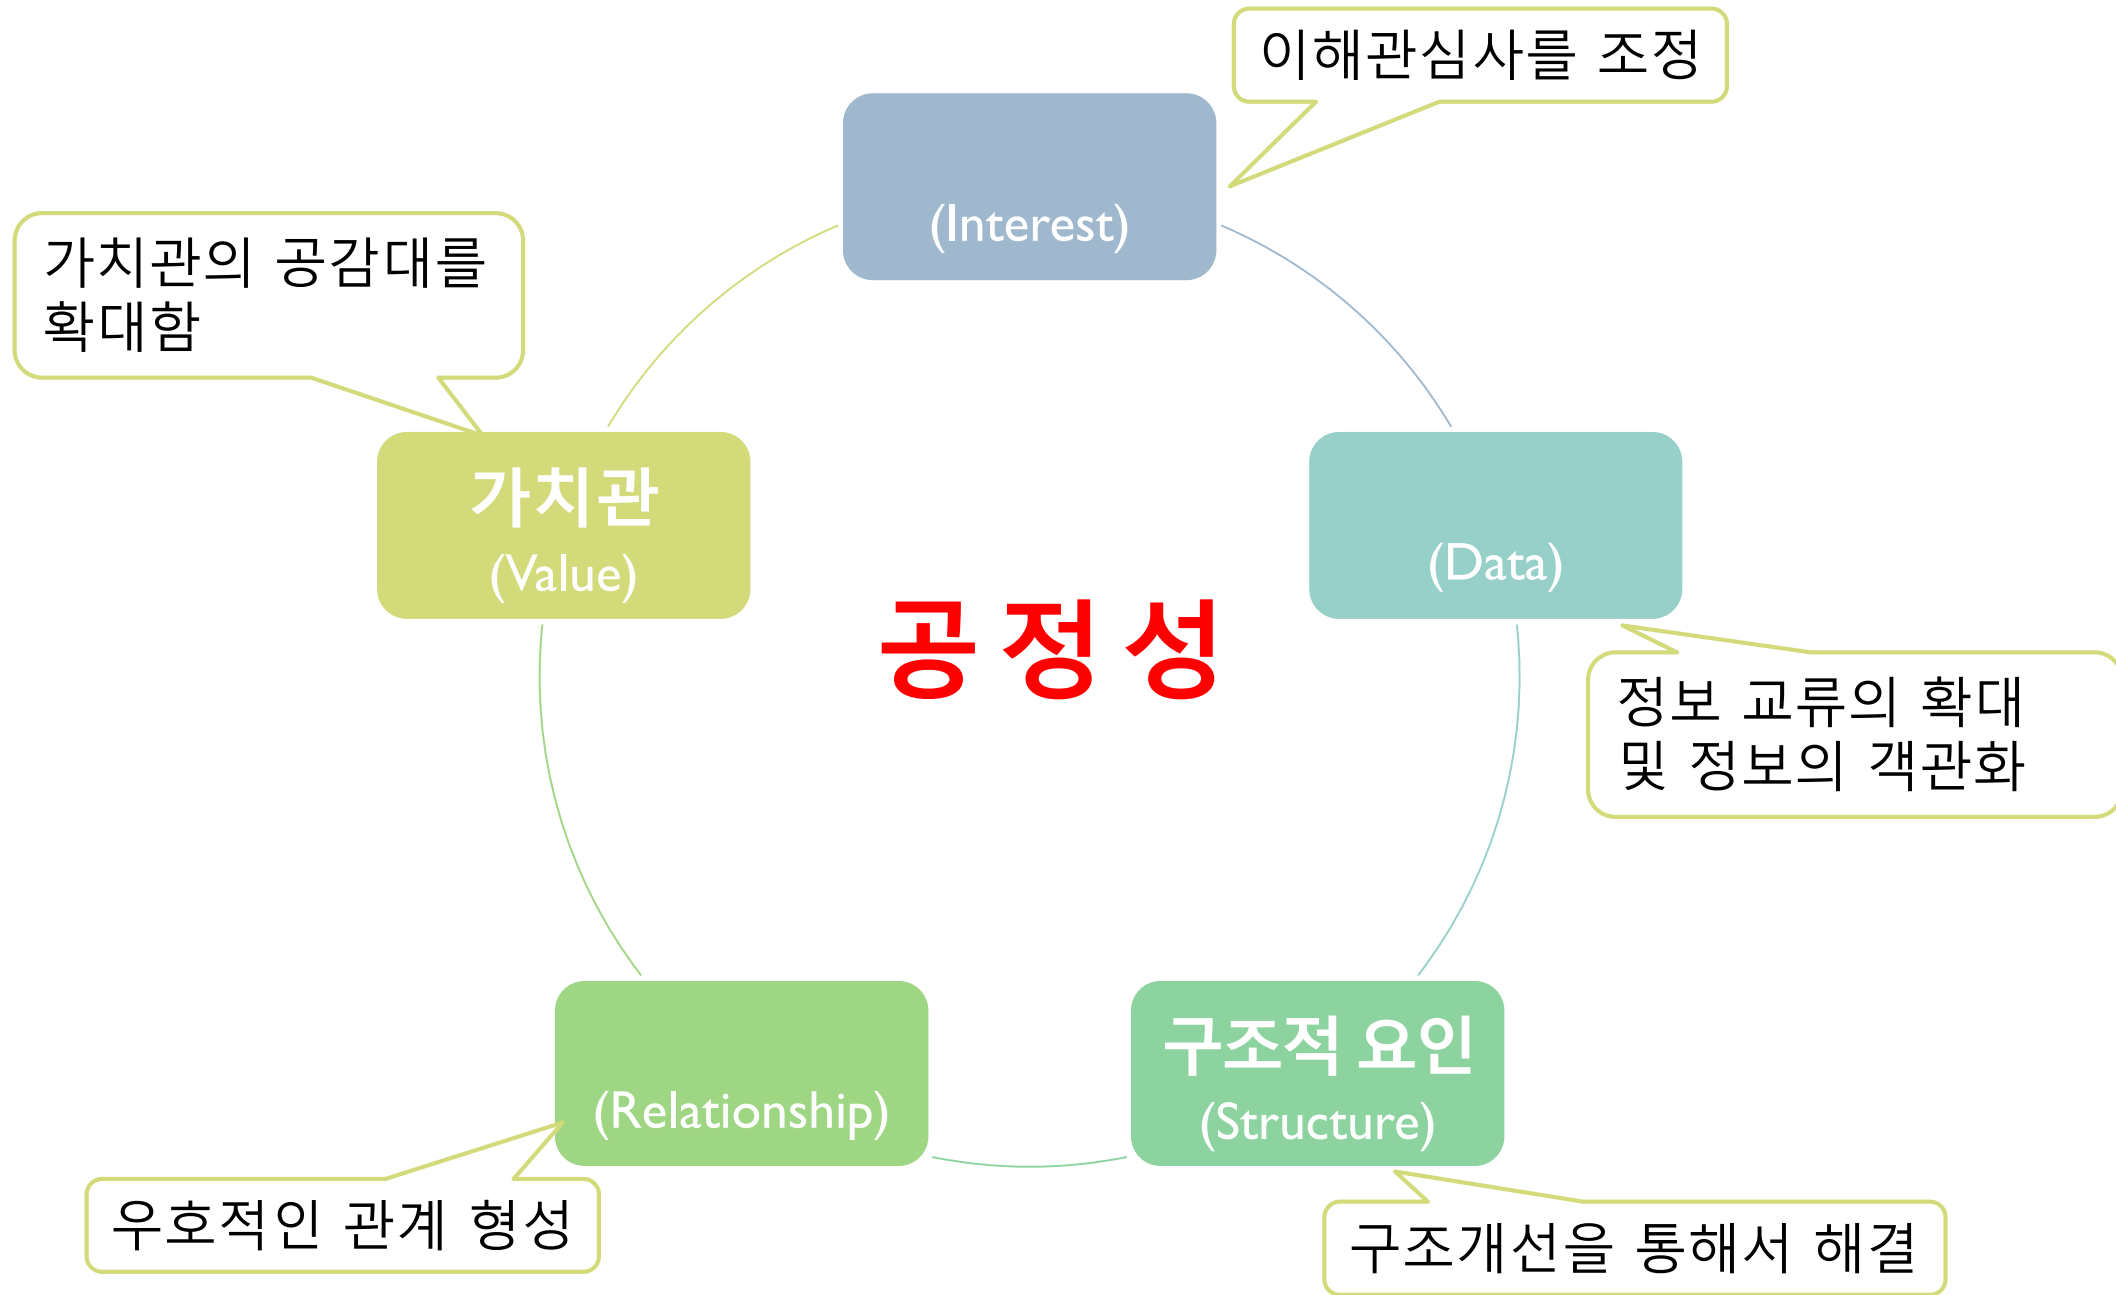 이해관심사를 조정
(Interest)
가치관의 공감대를
확대함
가치관
(Value)
(Data)
공정성
정보 교류의 확대
및 정보의 객관화
(Relationship)
구조적 요인
(Structure)
우호적인 관계 형성
구조개선을 통해서 해결